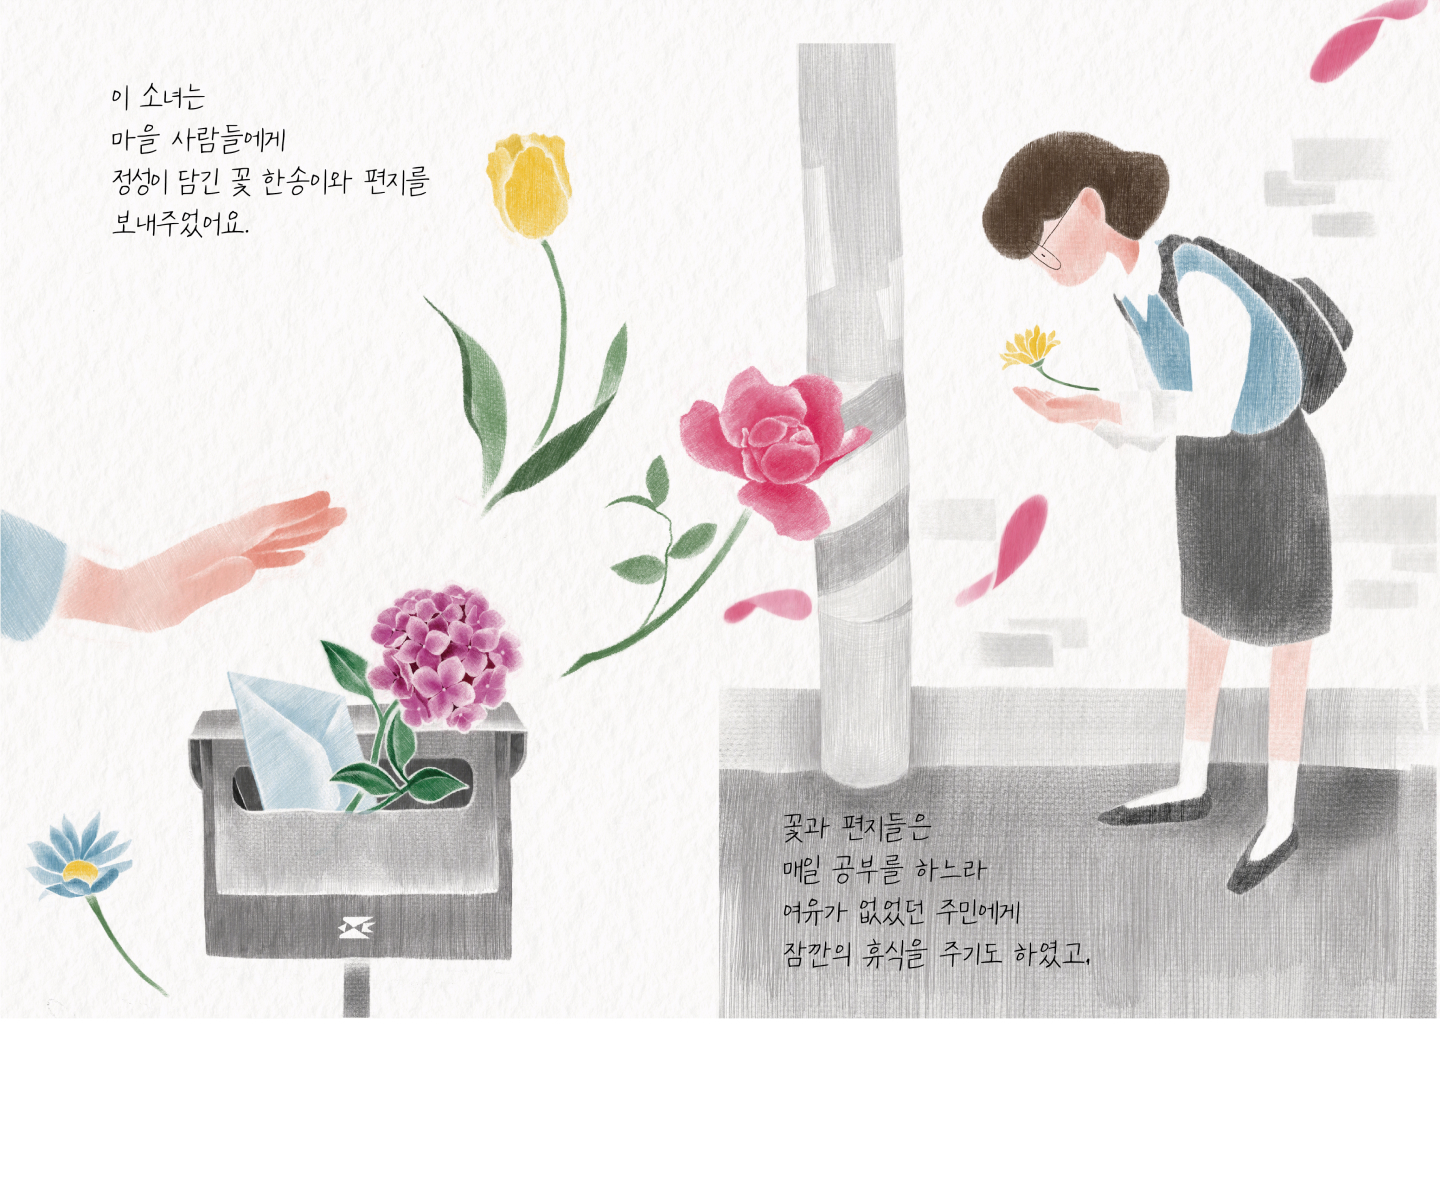 이 소녀는
마을 사람들에게
정성이 담긴 꽃 한송이와 편지를
보내주었어요.
꽃과 편지들은
매일 공부를 하느라
여유가 없었던 주민에게
잠깐의 휴식을 주기도 하였고,